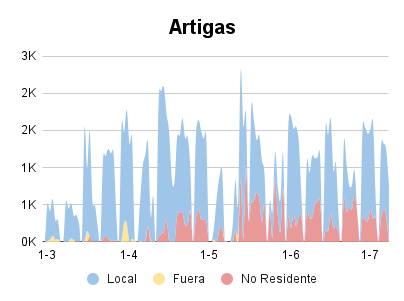 Artigas
3K
2K
2K
1K
1K
0K
1-3 1-4 1-5 1-6 1-7
Local Fuera No Residente